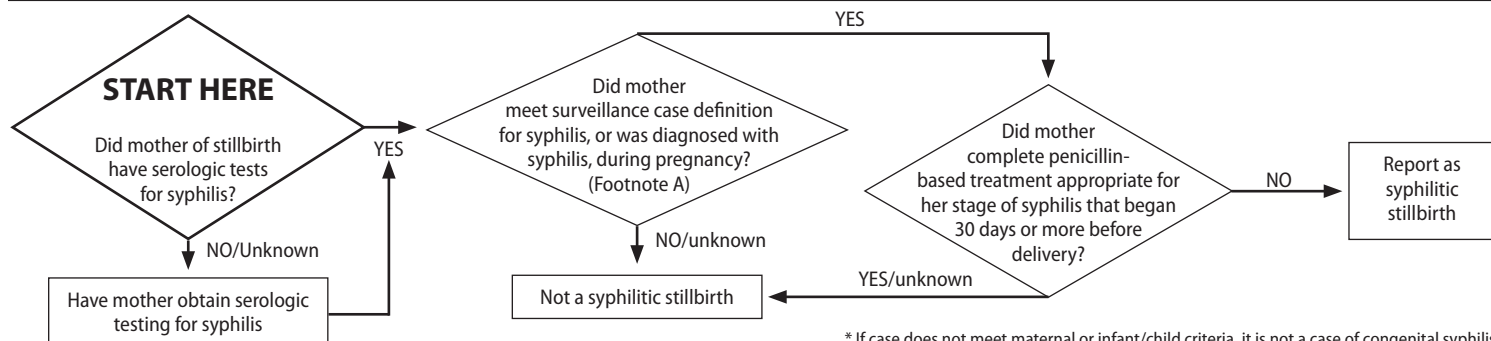 START HERE
Did mother of stillbirth
have serologic tests
for syphilis?
YES
NO/Unknown
Have mother obtain serologic
testing for syphilis
Did mother
meet surveillance case definition
for syphilis, or was diagnosed with
syphilis, during pregnancy?
(Footnote A)
YES
NO/unknown
Not a syphilitic stillbirth
Did mother
complete penicillin-
based treatment appropriate for
her stage of syphilis that began
30 days or more before
delivery?
YES/unknown
NO
Report as
syphilitic
stillbirth
* If case does not meet maternal or infant/child criteria, it is not a case of congenital syphilis